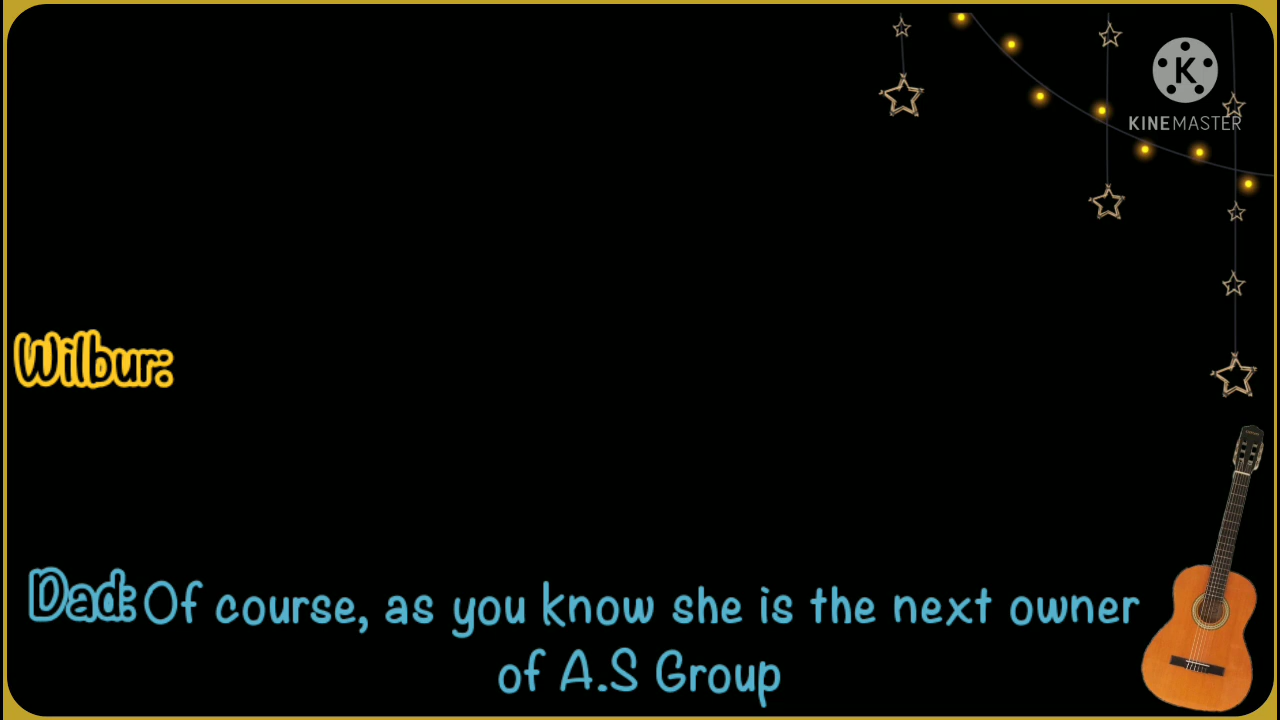 KINEMASTER
Wilbur:
Dad: Of course, as you know she is the next owner
of A.S Group